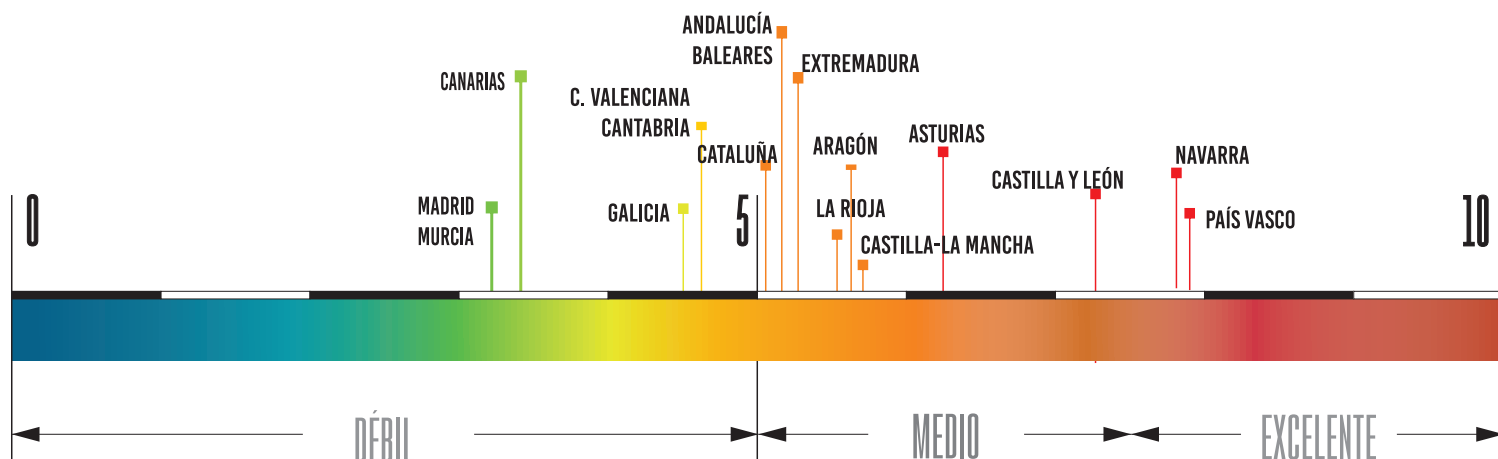 ANDALUCÍA
BALEARES
EXTREMADURA
CANARIAS
C. VALENCIANA
CANTABRIA
CATALUÑA
ARAGÓN
ASTURIAS
NAVARRA
CASTILLA Y LEÓN
MADRID
MURCIA
GALICIA
LA RIOJA
PAÍS VASCO
CASTILLA-LA MANCHA
0
5
10
DÉBIL
MEDIO
EXCELENTE